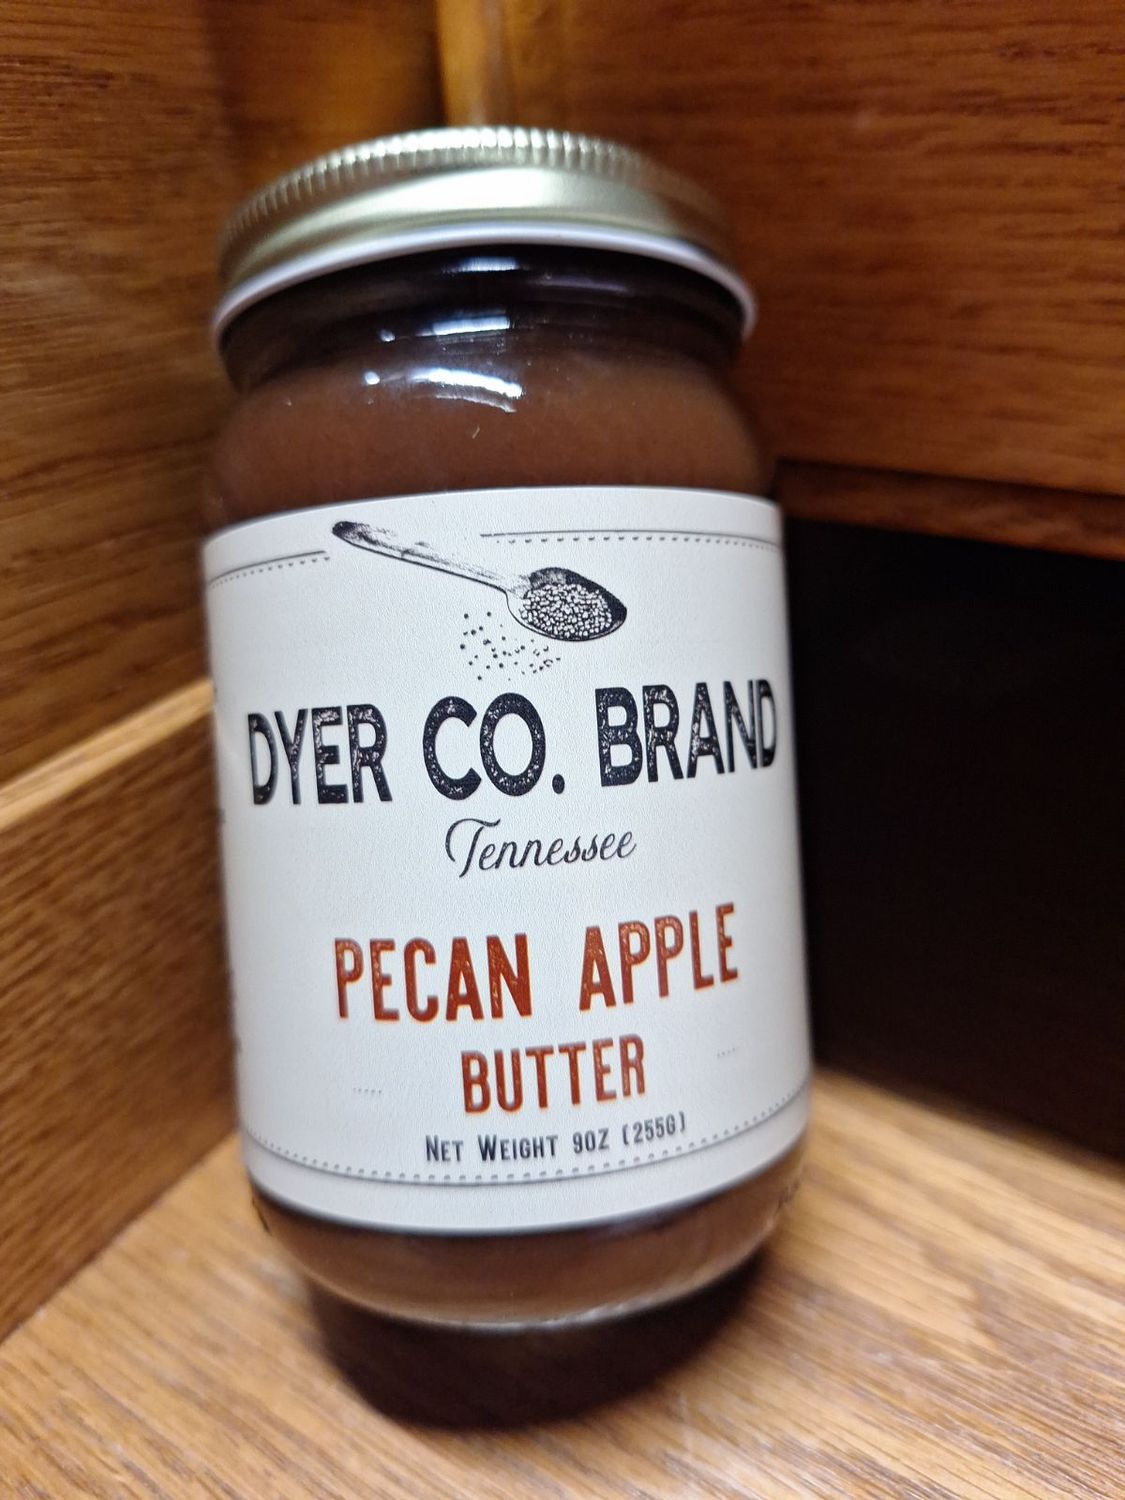 DYER CO. BRAND
Tennessee
PECAN APPLE
BUTTER
NET WEIGHT 9OZ (255G)